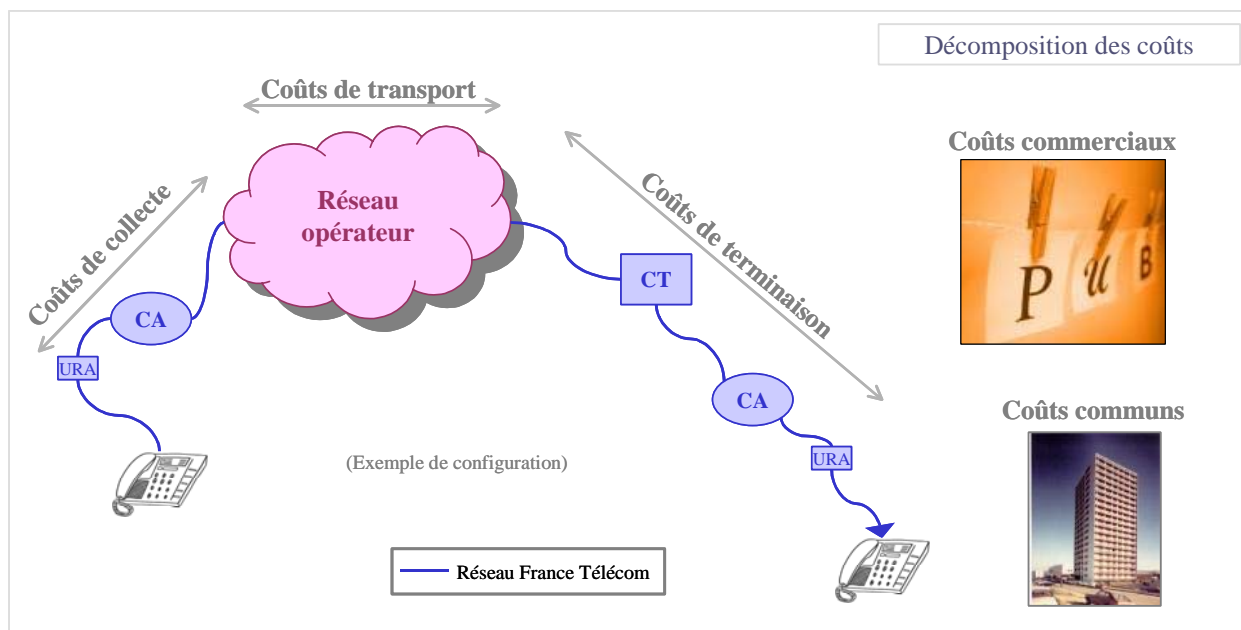 Décomposition des coûts
Coûts de transport
Coûts commerciaux
Coûts de collecte
Réseau
opérateur
Coûts de terminaison
P U B
CT
CA
URA
CA
Coûts communs
URA
(Exemple de configuration)
Réseau France Télécom